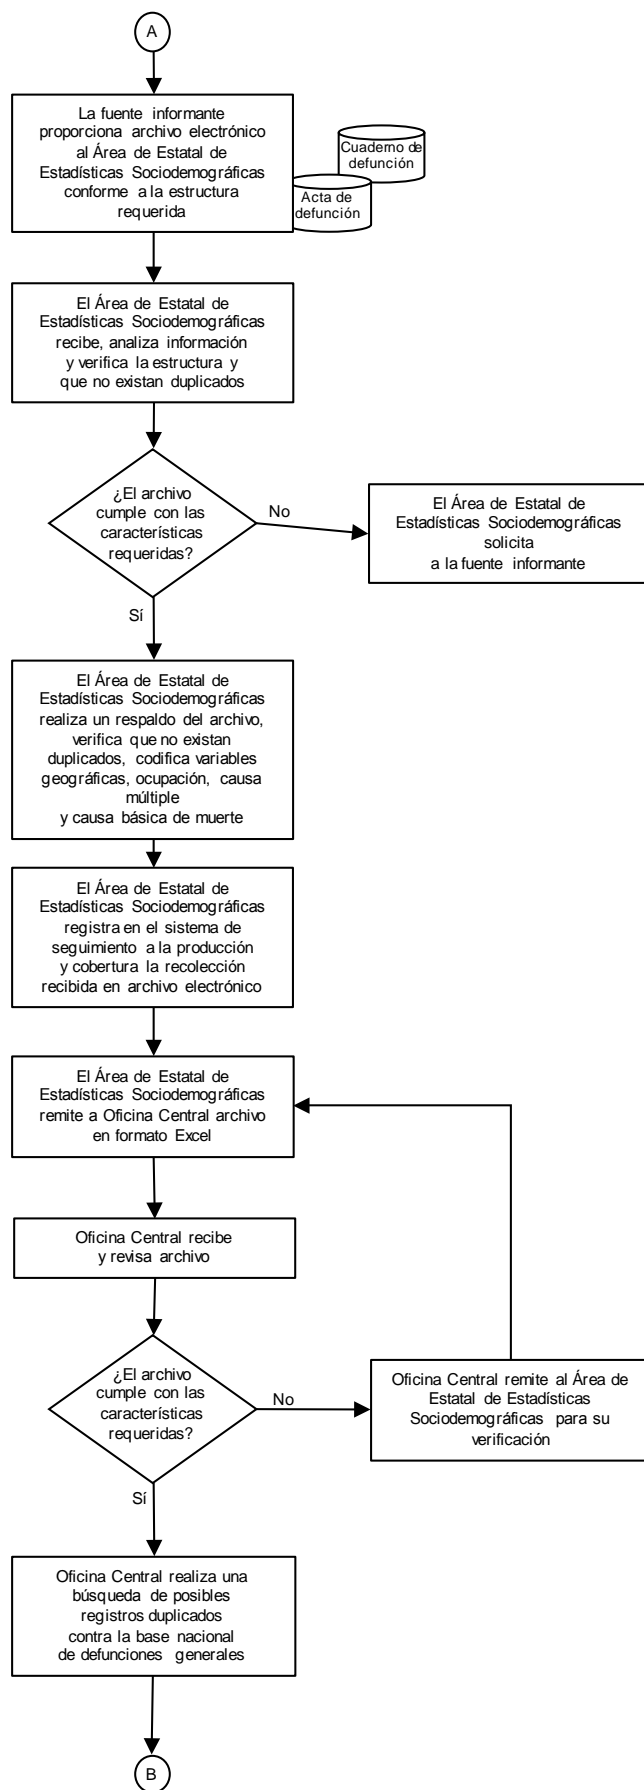 A
La fuente informante
proporciona archivo electrónico
al Área de Estatal de
Estadísticas Sociodemográficas
conforme a la estructura
requerida
Cuaderno de
defunción
Acta de
defunción
El Área de Estatal de
Estadísticas Sociodemográficas
recibe, analiza información
y verifica la estructura y
que no existan duplicados
¿El archivo
cumple con las
características
requeridas?
No
El Área de Estatal de
Estadísticas Sociodemográficas
solicita
a la fuente informante
Sí
El Área de Estatal de
Estadísticas Sociodemográficas
realiza un respaldo del archivo,
verifica que no existan
duplicados, codifica variables
geográficas, ocupación, causa
múltiple
y causa básica de muerte
El Área de Estatal de
Estadísticas Sociodemográficas
registra en el sistema de
seguimiento a la producción
y cobertura la recolección
recibida en archivo electrónico
El Área de Estatal de
Estadísticas Sociodemográficas
remite a Oficina Central archivo
en formato Excel
Oficina Central recibe
y revisa archivo
¿El archivo
cumple con las
características
requeridas?
No
Oficina Central remite al Área de
Estatal de Estadísticas
Sociodemográficas para su
verificación
Sí
Oficina Central realiza una
búsqueda de posibles
registros duplicados
contra la base nacional
de defunciones generales
B